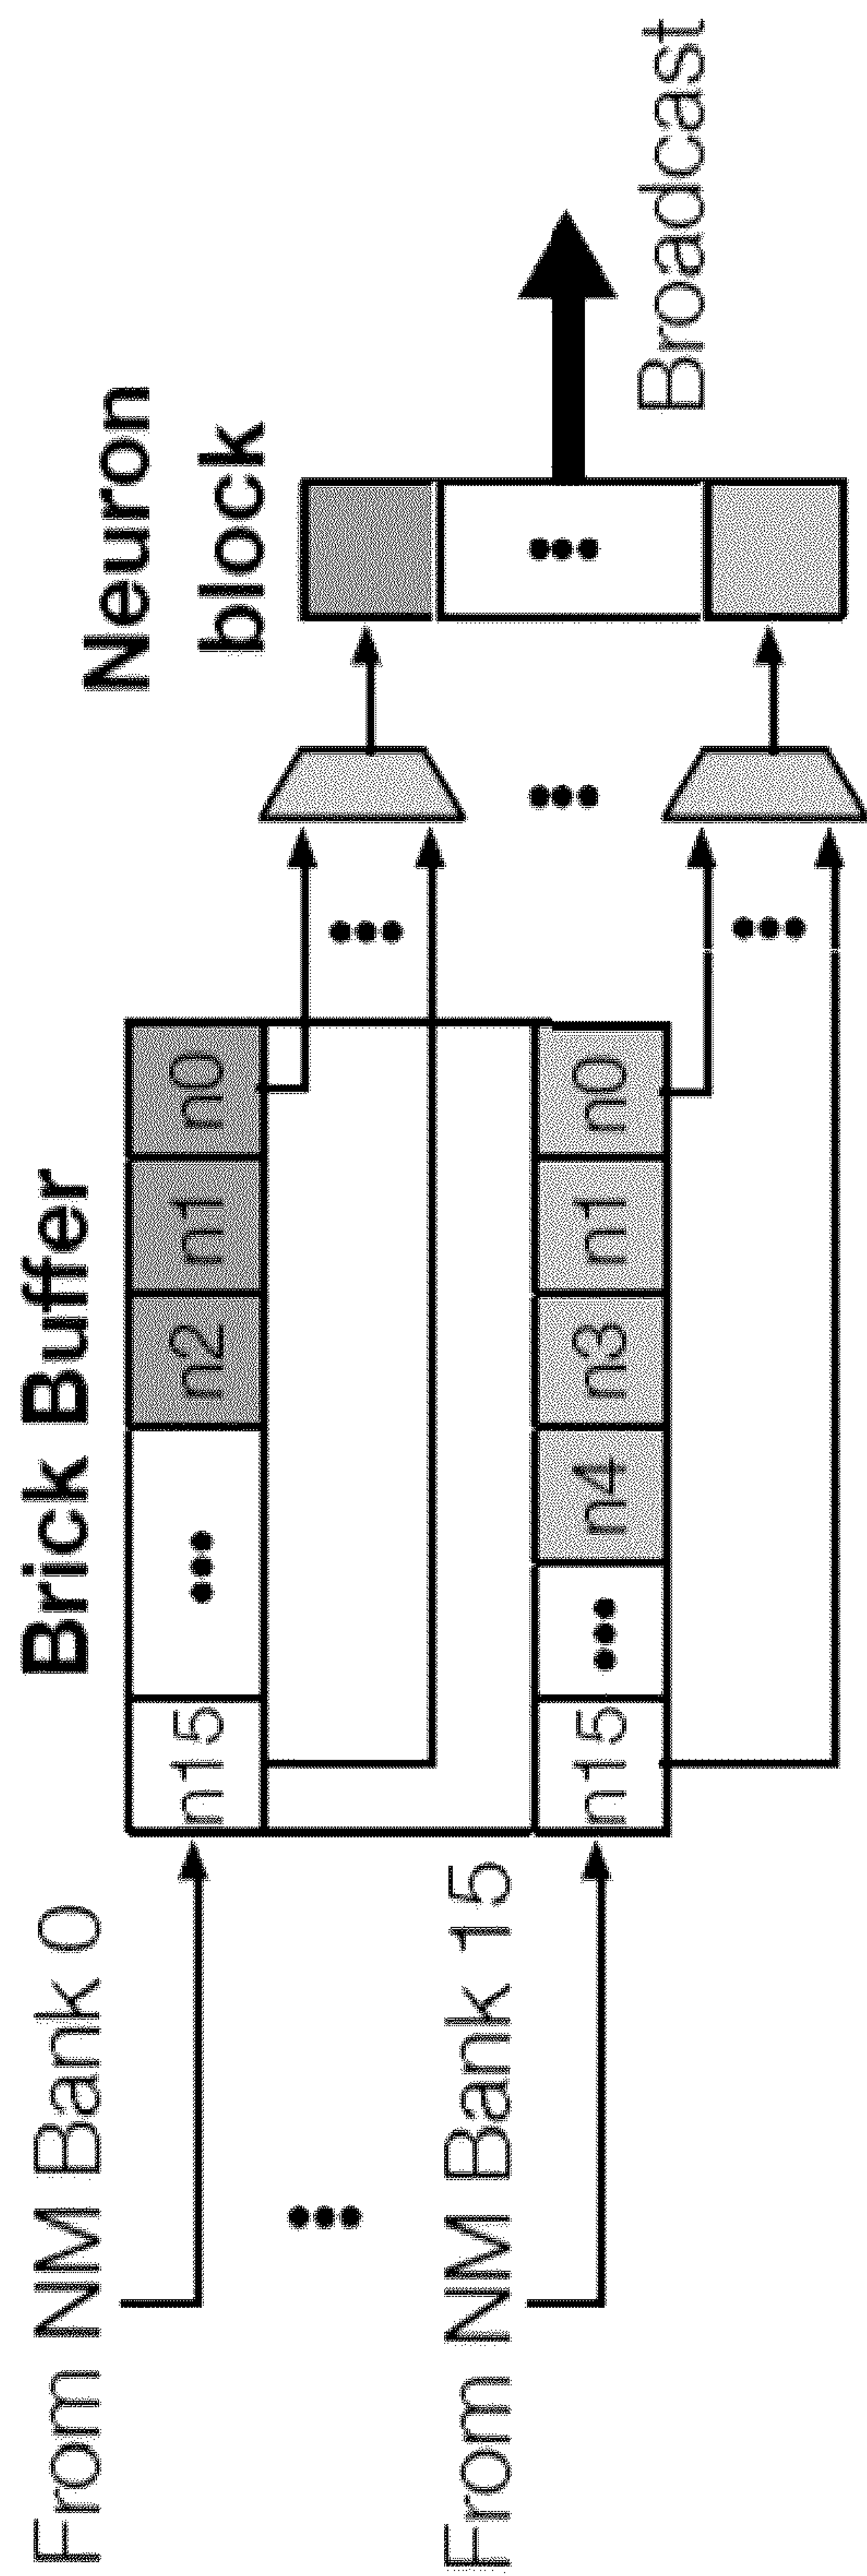 Brick Buffer
Neuron
block
From NM Bank 0
n15
•••
n2
n1
n0
•••
•••
•••
From NM Bank 15
n15
•••
n4
n3
n1
n0
•••
•••
Broadcast